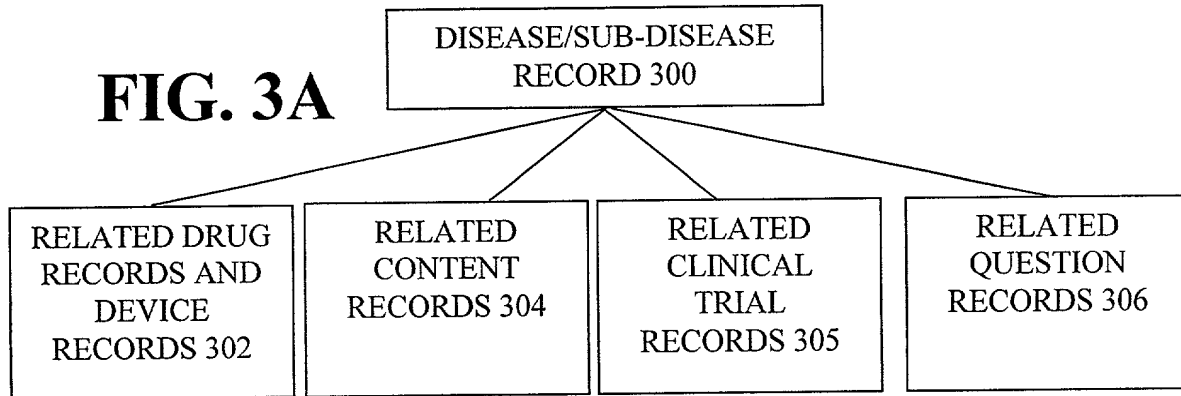 DISEASE/SUB-DISEASE
RECORD 300
FIG. 3A
RELATED DRUG
RECORDS AND
DEVICE
RECORDS 302
RELATED
CONTENT
RECORDS 304
RELATED
CLINICAL
TRIAL
RECORDS 305
RELATED
QUESTION
RECORDS 306